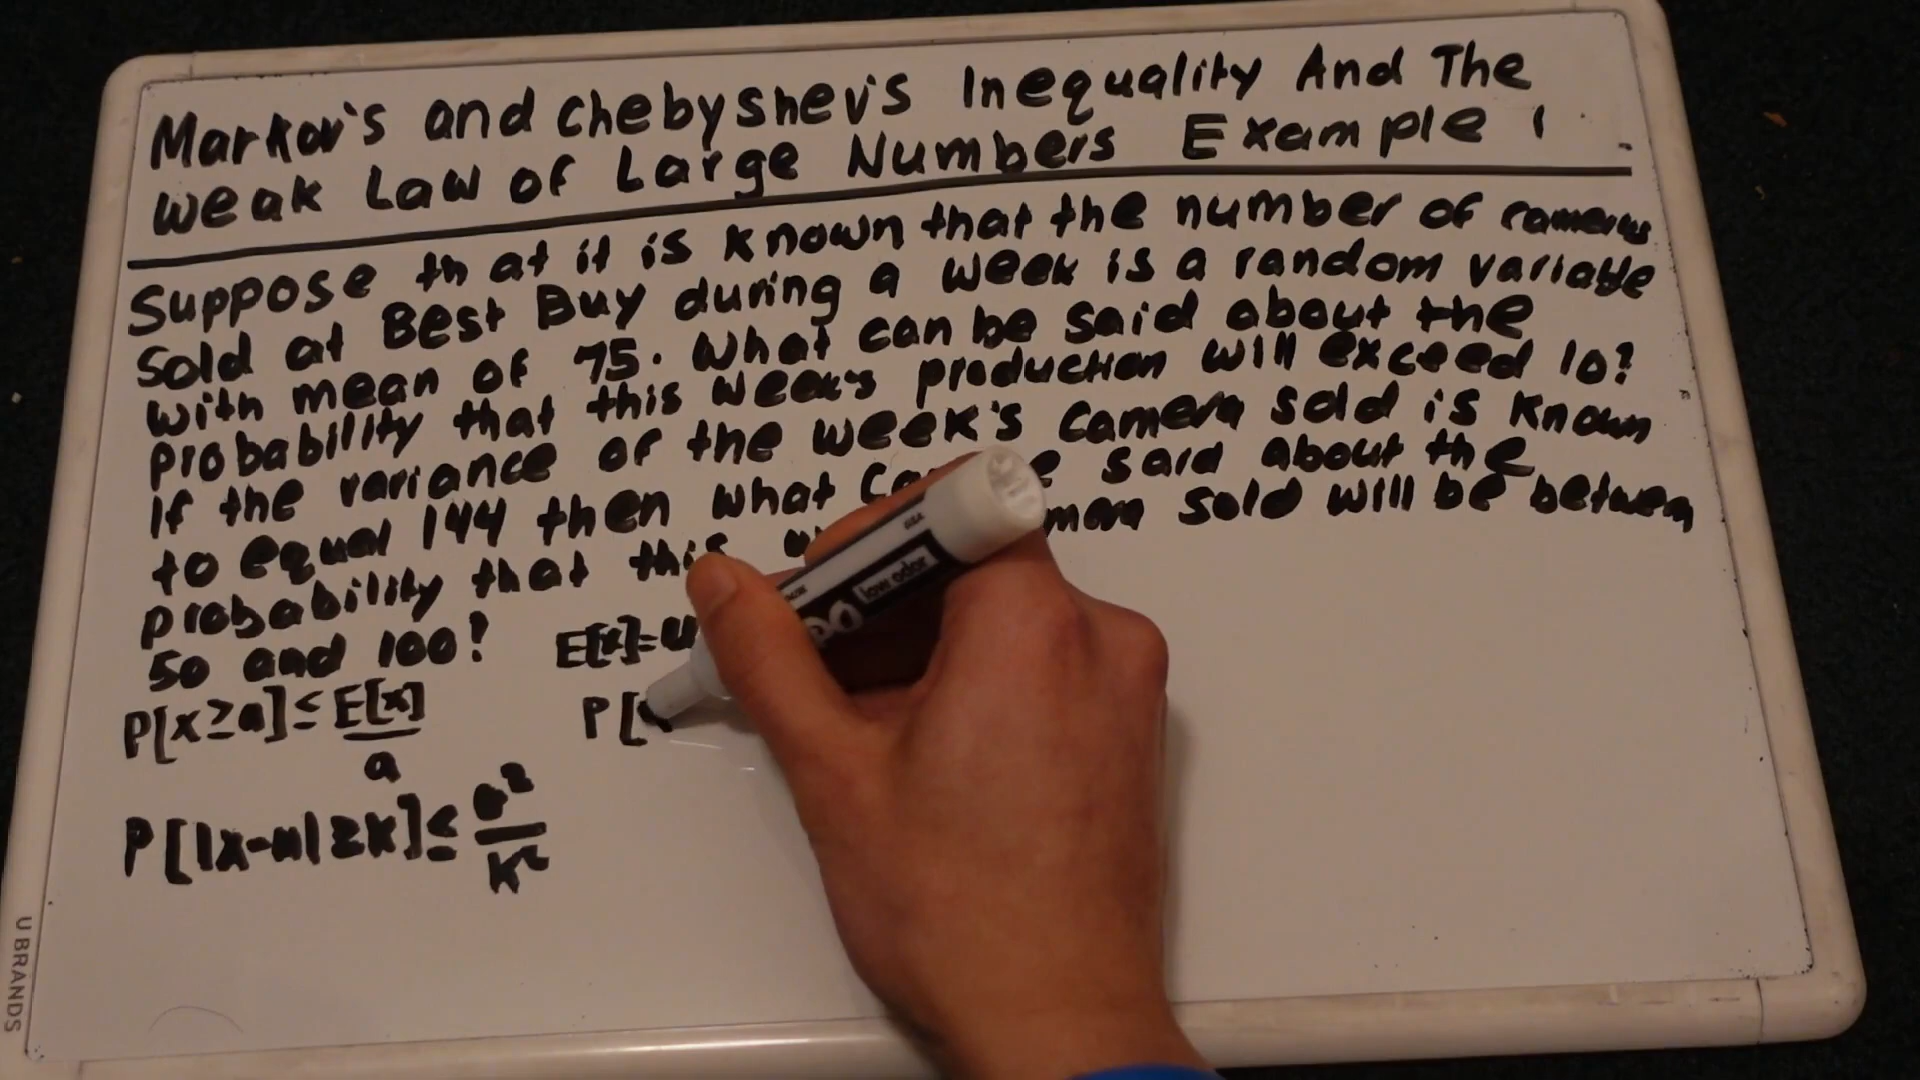 Markov's and Chebyshev's Inequality And The
Weak Law of Large Numbers Example 1
Suppose that it is known that the number of cameras
sold at Best Buy during a week is a random variable
with mean of 75. What can be said about the
probability that this week's production will exceed 10?
If the variance of the week's camera sold is known
to equal 144 then what said about the
probability that this sold will be between
50 and 100? E[x]=u
P[x≥a]≤E[x]/a P[
P[|x-u|≥K]≤σ²/K²
U BRANDS
low odor
USA